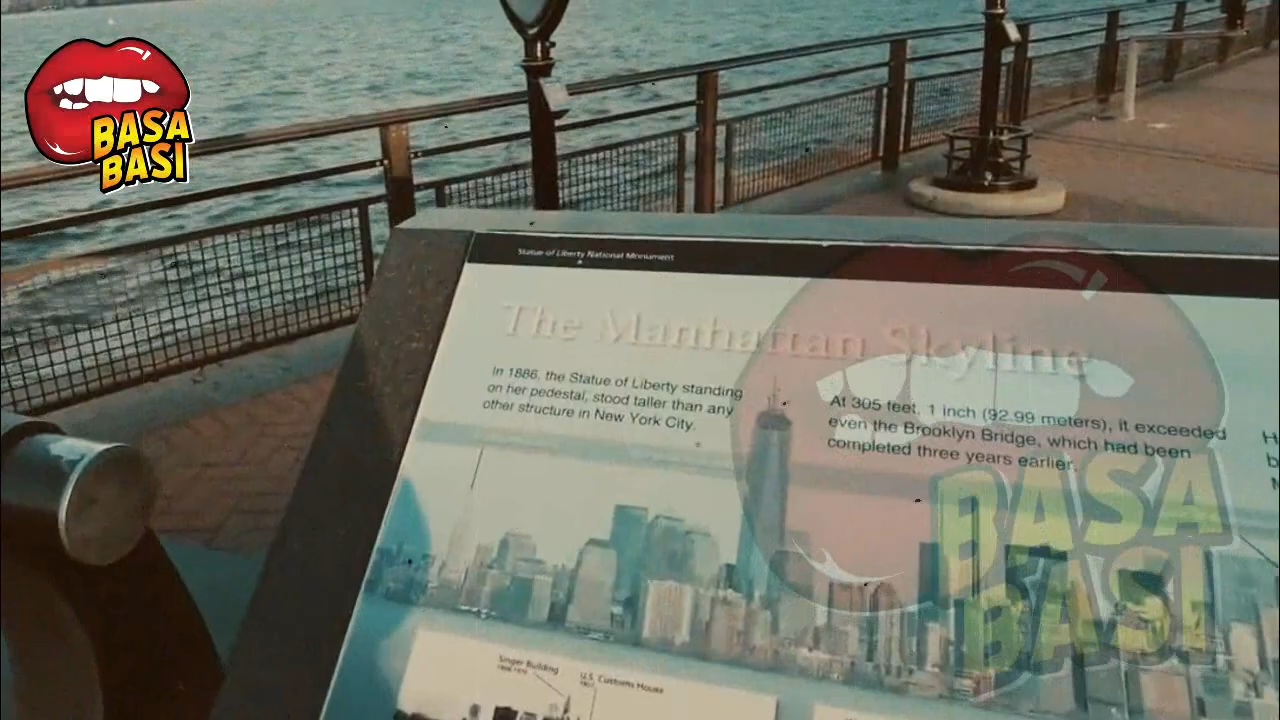 BASA
BASI
Statue of Liberty National Monument
The Manhattan Skyline
In 1886, the Statue of Liberty standing
on her pedestal, stood taller than any
other structure in New York City.
At 305 feet, 1 inch (92.99 meters), it exceeded
even the Brooklyn Bridge, which had been
completed three years earlier.
Singer Building
U.S. Customs House
1907
BASA
BASI